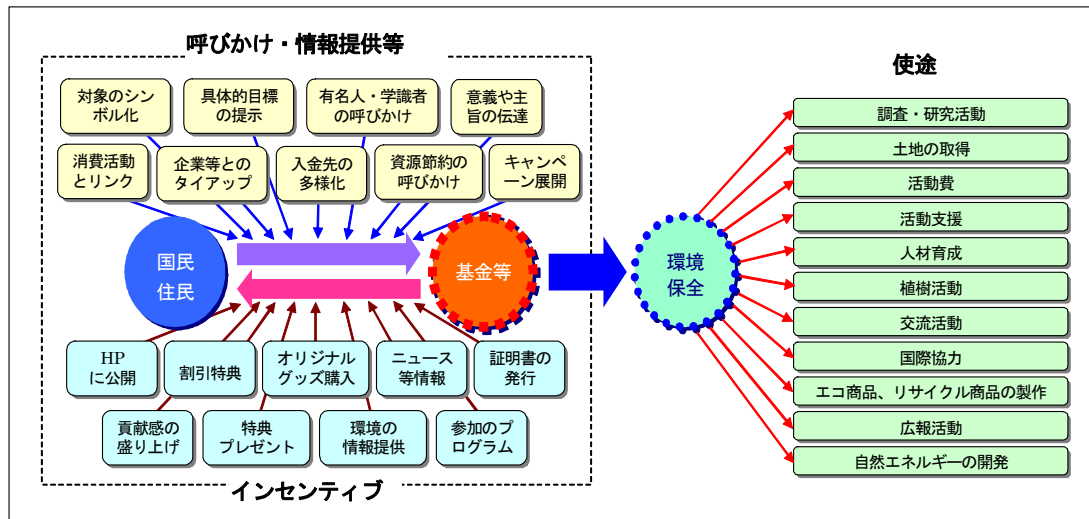 呼びかけ・情報提供等
対象のシン
ボル化
具体的目標
の提示
有名人・学識者
の呼びかけ
意義や主
旨の伝達
消費活動
とリンク
企業等との
タイアップ
入金先の
多様化
資源節約の
呼びかけ
キャンペ
ーン展開
国民
住民
基金等
HP
に公開
割引特典
オリジナル
グッズ購入
ニュース
等情報
証明書の
発行
貢献感の
盛り上げ
特典
プレゼント
環境の
情報提供
参加のプ
ログラム
インセンティブ
環境
保全
使途
調査・研究活動
土地の取得
活動費
活動支援
人材育成
植樹活動
交流活動
国際協力
エコ商品、リサイクル商品の製作
広報活動
自然エネルギーの開発